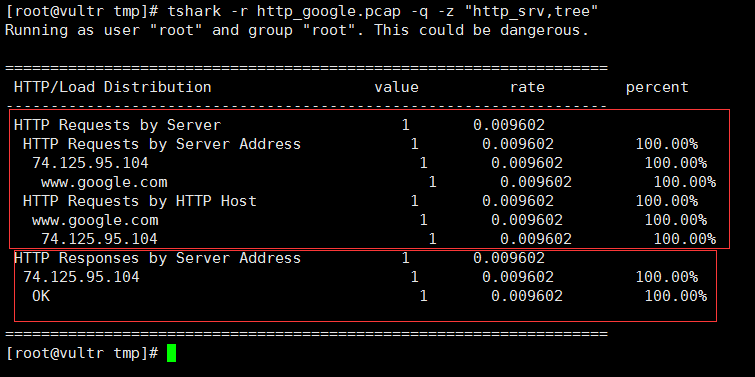 [root@vultr tmp]# tshark -r http_google.pcap -q -z "http_srv,tree"
Running as user "root" and group "root". This could be dangerous.
===================================================================
HTTP/Load Distribution value rate percent
-------------------------------------------------------------------
HTTP Requests by Server 1 0.009602
HTTP Requests by Server Address 1 0.009602 100.00%
74.125.95.104 1 0.009602 100.00%
www.google.com 1 0.009602 100.00%
HTTP Requests by HTTP Host 1 0.009602 100.00%
www.google.com 1 0.009602 100.00%
74.125.95.104 1 0.009602 100.00%
HTTP Responses by Server Address 1 0.009602
74.125.95.104 1 0.009602 100.00%
OK 1 0.009602 100.00%
===================================================================
[root@vultr tmp]#